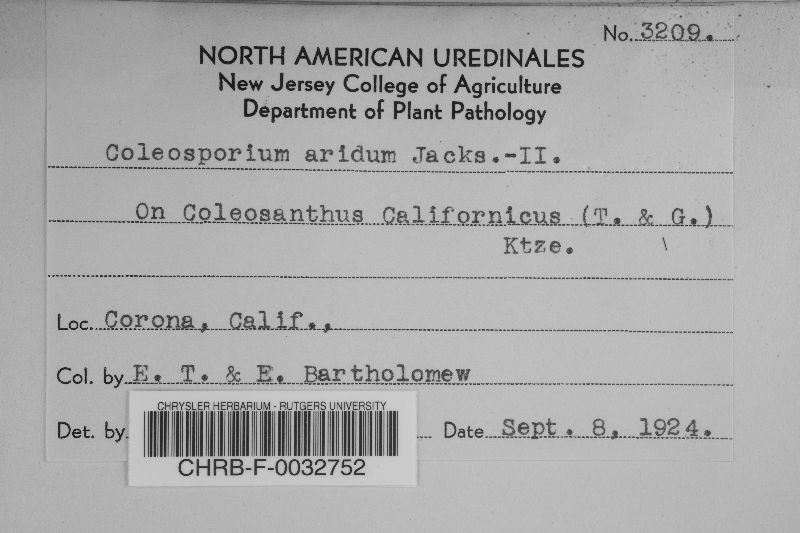 No. 3209.
NORTH AMERICAN UREDINALES
New Jersey College of Agriculture
Department of Plant Pathology
Coleosporium aridum Jacks.-II.
On Coleosanthus Californicus (T. & G.)
Ktze. \
Loc. Corona, Calif.,
Col. by E. T. & E. Bartholomew
Det. by Date Sept. 8, 1924.
CHRYSLER HERBARIUM - RUTGERS UNIVERSITY
CHRB-F-0032752